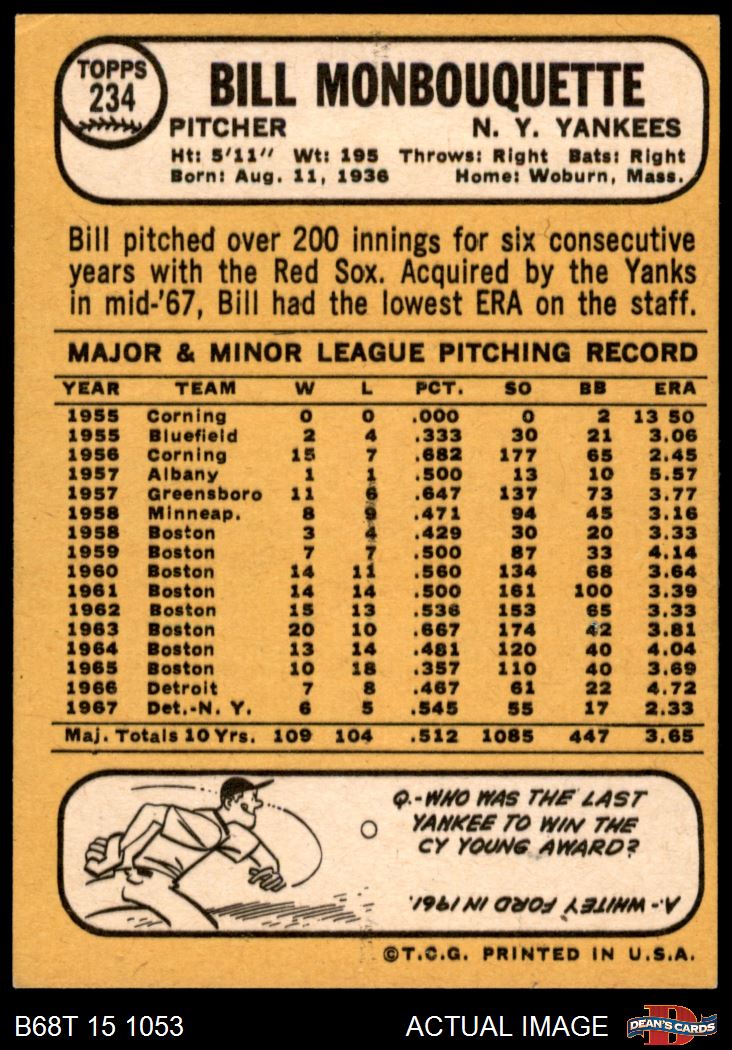 TOPPS
234
BILL MONBOUQUETTE
PITCHER N. Y. YANKEES
Ht: 5'11″ Wt: 195 Throws: Right Bats: Right
Born: Aug. 11, 1936 Home: Woburn, Mass.
Bill pitched over 200 innings for six consecutive
years with the Red Sox. Acquired by the Yanks
in mid-'67, Bill had the lowest ERA on the staff.
MAJOR & MINOR LEAGUE PITCHING RECORD
YEAR TEAM W L PCT. SO BB ERA
1955 Corning 0 0 .000 0 2 13 50
1955 Bluefield 2 4 .333 30 21 3.06
1956 Corning 15 7 .682 177 65 2.45
1957 Albany 1 1 .500 13 10 5.57
1957 Greensboro 11 6 .647 137 73 3.77
1958 Minneap. 8 9 .471 94 45 3.16
1958 Boston 3 4 .429 30 20 3.33
1959 Boston 7 7 .500 87 33 4.14
1960 Boston 14 11 .560 134 68 3.64
1961 Boston 14 14 .500 161 100 3.39
1962 Boston 15 13 .536 153 65 3.33
1963 Boston 20 10 .667 174 42 3.81
1964 Boston 13 14 .481 120 40 4.04
1965 Boston 10 18 .357 110 40 3.69
1966 Detroit 7 8 .467 61 22 4.72
1967 Det.-N. Y. 6 5 .545 55 17 2.33
Maj. Totals 10 Yrs. 109 104 .512 1085 447 3.65
Q.-WHO WAS THE LAST
YANKEE TO WIN THE
CY YOUNG AWARD?
A.-WHITEY FORD IN 1961.
©T.C.G. PRINTED IN U.S.A.
B68T 15 1053 ACTUAL IMAGE
D
DEAN'S CARDS